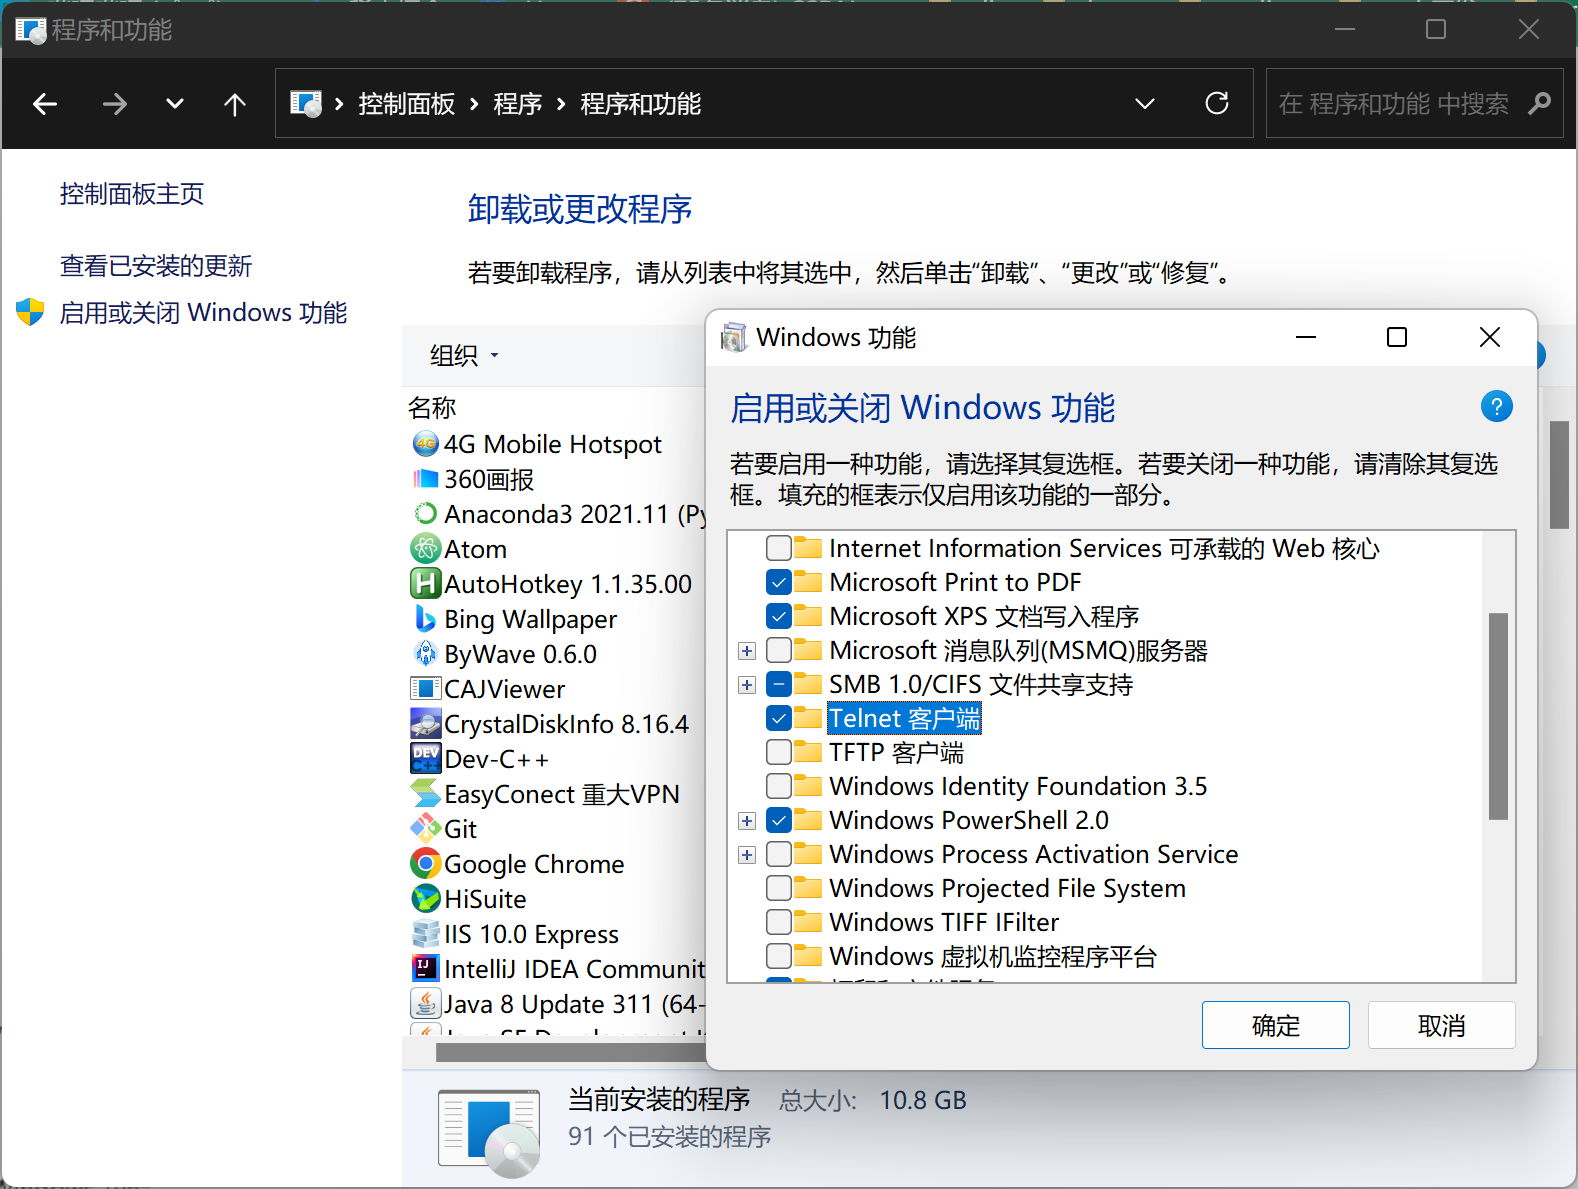 程序和功能
控制面板 程序 程序和功能
在 程序和功能 中搜索
控制面板主页
查看已安装的更新
启用或关闭 Windows 功能
卸载或更改程序
若要卸载程序，请从列表中将其选中，然后单击“卸载”、“更改”或“修复”。
组织
名称
4G Mobile Hotspot
360画报
Anaconda3 2021.11 (Py
Atom
AutoHotkey 1.1.35.00
Bing Wallpaper
ByWave 0.6.0
CAJViewer
CrystalDiskInfo 8.16.4
Dev-C++
EasyConect 重大VPN
Git
Google Chrome
HiSuite
IIS 10.0 Express
IntelliJ IDEA Communit
Java 8 Update 311 (64-
当前安装的程序 总大小: 10.8 GB
91 个已安装的程序
Windows 功能
启用或关闭 Windows 功能
若要启用一种功能，请选择其复选框。若要关闭一种功能，请清除其复选
框。填充的框表示仅启用该功能的一部分。
Internet Information Services 可承载的 Web 核心
Microsoft Print to PDF
Microsoft XPS 文档写入程序
Microsoft 消息队列(MSMQ)服务器
SMB 1.0/CIFS 文件共享支持
Telnet 客户端
TFTP 客户端
Windows Identity Foundation 3.5
Windows PowerShell 2.0
Windows Process Activation Service
Windows Projected File System
Windows TIFF IFilter
Windows 虚拟机监控程序平台
确定
取消